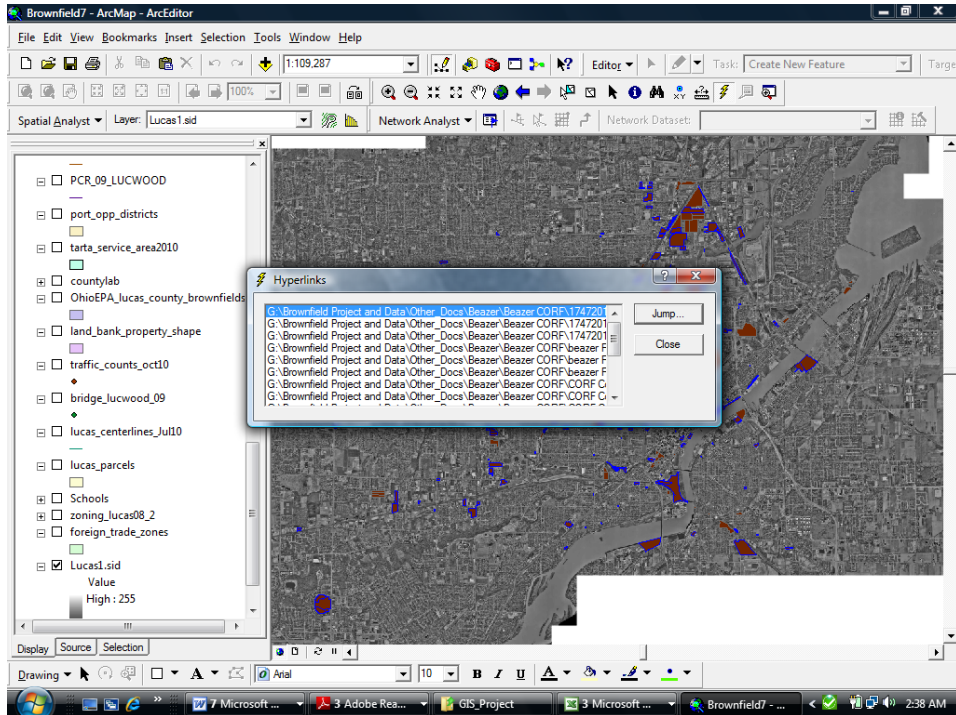 Brownfield7 - ArcMap - ArcEditor
File Edit View Bookmarks Insert Selection Tools Window Help
1:109,287 Editor Task: Create New Feature Targe
100%
Spatial Analyst Layer: Lucas1.sid Network Analyst Network Dataset:
PCR_09_LUCWOOD
port_opp_districts
tarta_service_area2010
countylab
OhioEPA_lucas_county_brownfields
land_bank_property_shape
traffic_counts_oct10
bridge_lucwood_09
lucas_centerlines_Jul10
lucas_parcels
Schools
zoning_lucas08_2
foreign_trade_zones
Lucas1.sid
Value
High : 255
Display Source Selection
Hyperlinks
G:\Brownfield Project and Data\Other_Docs\Beazer\Beazer CORF\1747201
G:\Brownfield Project and Data\Other_Docs\Beazer\Beazer CORF\1747201
G:\Brownfield Project and Data\Other_Docs\Beazer\Beazer CORF\1747201
G:\Brownfield Project and Data\Other_Docs\Beazer\Beazer CORF\beazer F
G:\Brownfield Project and Data\Other_Docs\Beazer\Beazer CORF\beazer F
G:\Brownfield Project and Data\Other_Docs\Beazer\Beazer CORF\beazer F
G:\Brownfield Project and Data\Other_Docs\Beazer\Beazer CORF\CORF C
G:\Brownfield Project and Data\Other_Docs\Beazer\Beazer CORF\CORF C
Jump...
Close
Drawing A Arial 10 B I U A
7 Microsoft ... 3 Adobe Rea... GIS_Project 3 Microsoft ... Brownfield7 - ... 2:38 AM